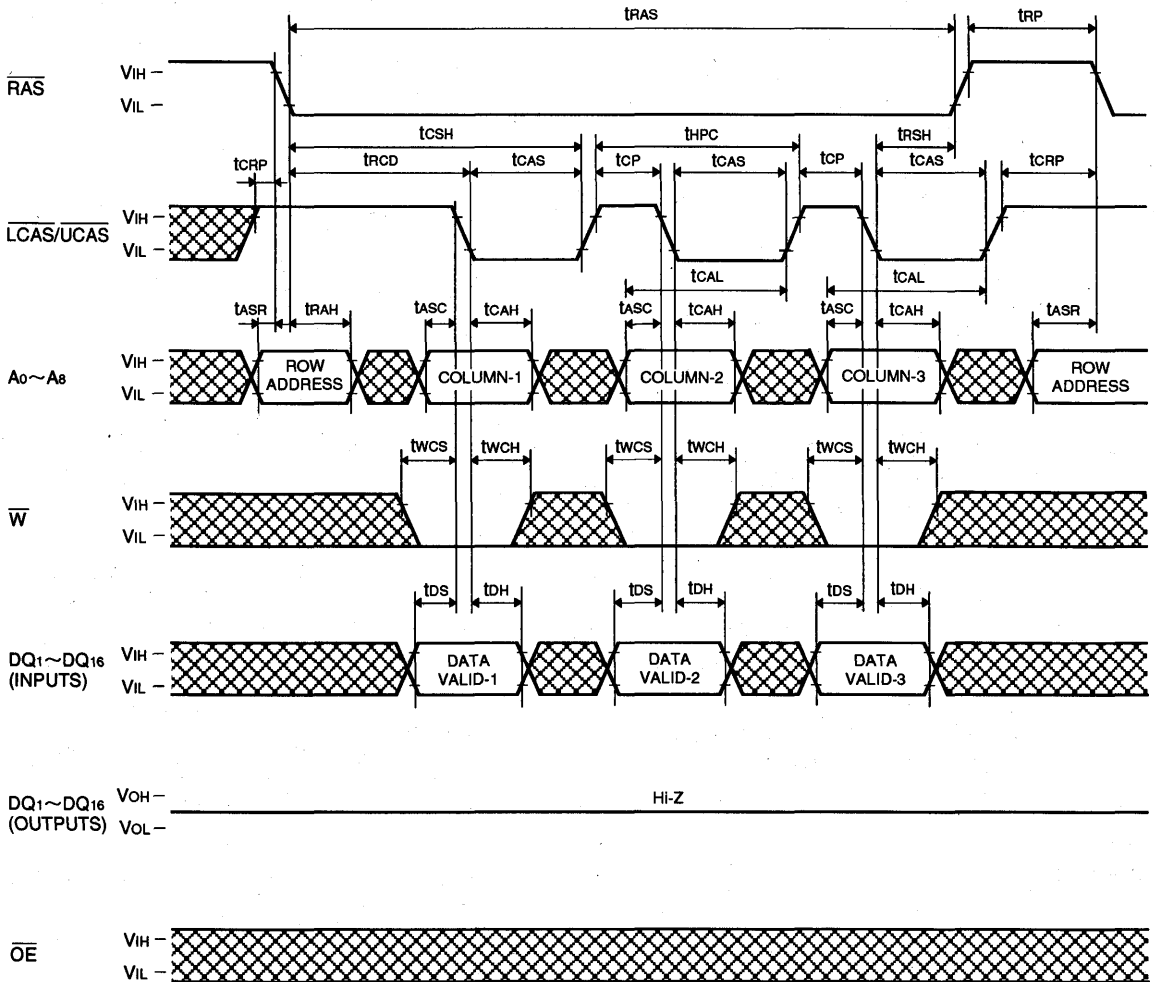 tRAS tRP
RAS
VIH
VIL
tCSH tHPC tRSH
tCRP tRCD tCAS tCP tCAS tCP tCAS tCRP
LCAS/UCAS
VIH
VIL
tCAL tCAL
tASR tRAH tASC tCAH tASC tCAH tASC tCAH tASR
A0~A8
VIH
VIL
ROW ADDRESS COLUMN-1 COLUMN-2 COLUMN-3 ROW ADDRESS
tWCS tWCH tWCS tWCH tWCS tWCH
W
VIH
VIL
tDS tDH tDS tDH tDS tDH
DQ1~DQ16
(INPUTS)
VIH
VIL
DATA VALID-1 DATA VALID-2 DATA VALID-3
DQ1~DQ16
(OUTPUTS)
VOH
VOL
Hi-Z
OE
VIH
VIL